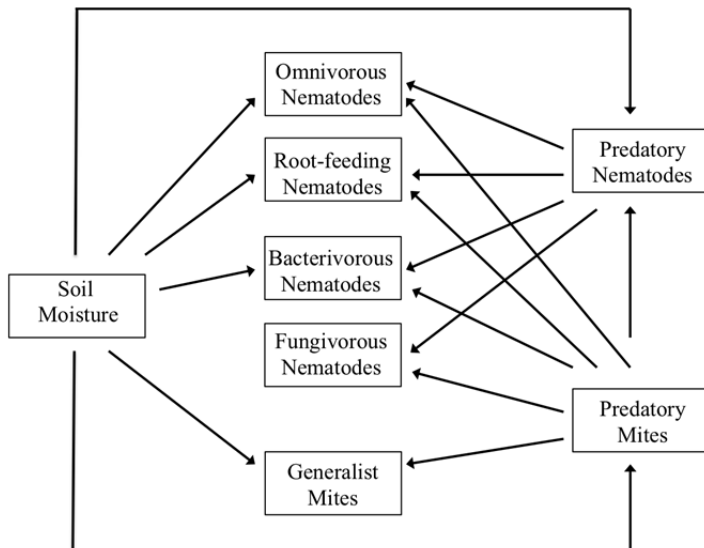 Omnivorous
Nematodes
Root-feeding
Nematodes
Predatory
Nematodes
Bacterivorous
Nematodes
Soil
Moisture
Fungivorous
Nematodes
Predatory
Mites
Generalist
Mites